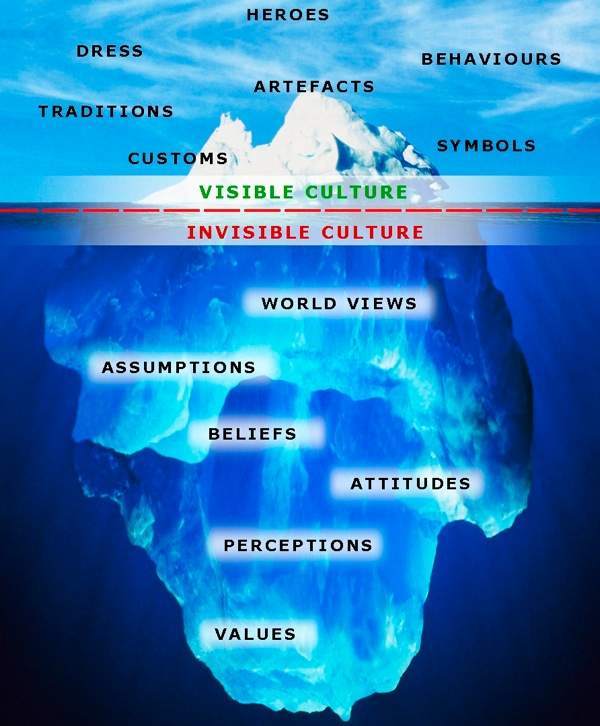 HEROES
DRESS
BEHAVIOURS
ARTEFACTS
TRADITIONS
SYMBOLS
CUSTOMS
VISIBLE CULTURE
INVISIBLE CULTURE
WORLD VIEWS
ASSUMPTIONS
BELIEFS
ATTITUDES
PERCEPTIONS
VALUES